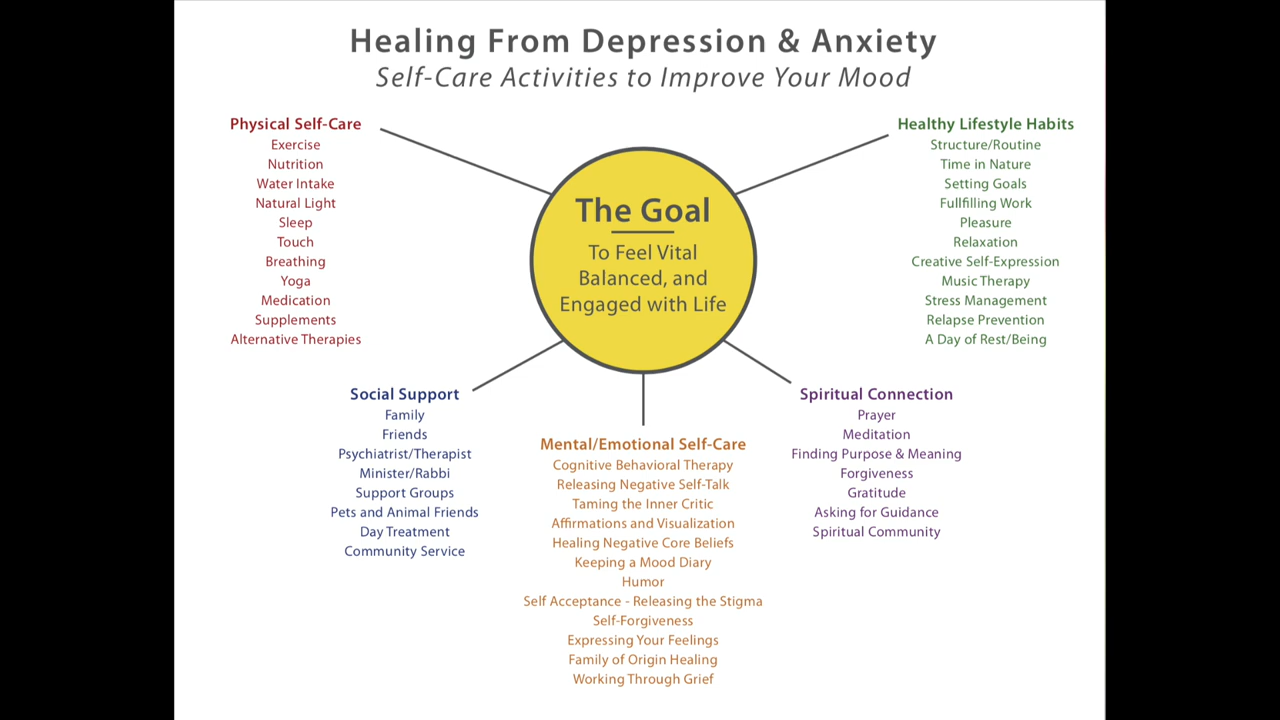 Healing From Depression & Anxiety
Self-Care Activities to Improve Your Mood
Physical Self-Care
Exercise
Nutrition
Water Intake
Natural Light
Sleep
Touch
Breathing
Yoga
Medication
Supplements
Alternative Therapies
The Goal
To Feel Vital
Balanced, and
Engaged with Life
Healthy Lifestyle Habits
Structure/Routine
Time in Nature
Setting Goals
Fullfilling Work
Pleasure
Relaxation
Creative Self-Expression
Music Therapy
Stress Management
Relapse Prevention
A Day of Rest/Being
Social Support
Family
Friends
Psychiatrist/Therapist
Minister/Rabbi
Support Groups
Pets and Animal Friends
Day Treatment
Community Service
Mental/Emotional Self-Care
Cognitive Behavioral Therapy
Releasing Negative Self-Talk
Taming the Inner Critic
Affirmations and Visualization
Healing Negative Core Beliefs
Keeping a Mood Diary
Humor
Self Acceptance - Releasing the Stigma
Self-Forgiveness
Expressing Your Feelings
Family of Origin Healing
Working Through Grief
Spiritual Connection
Prayer
Meditation
Finding Purpose & Meaning
Forgiveness
Gratitude
Asking for Guidance
Spiritual Community